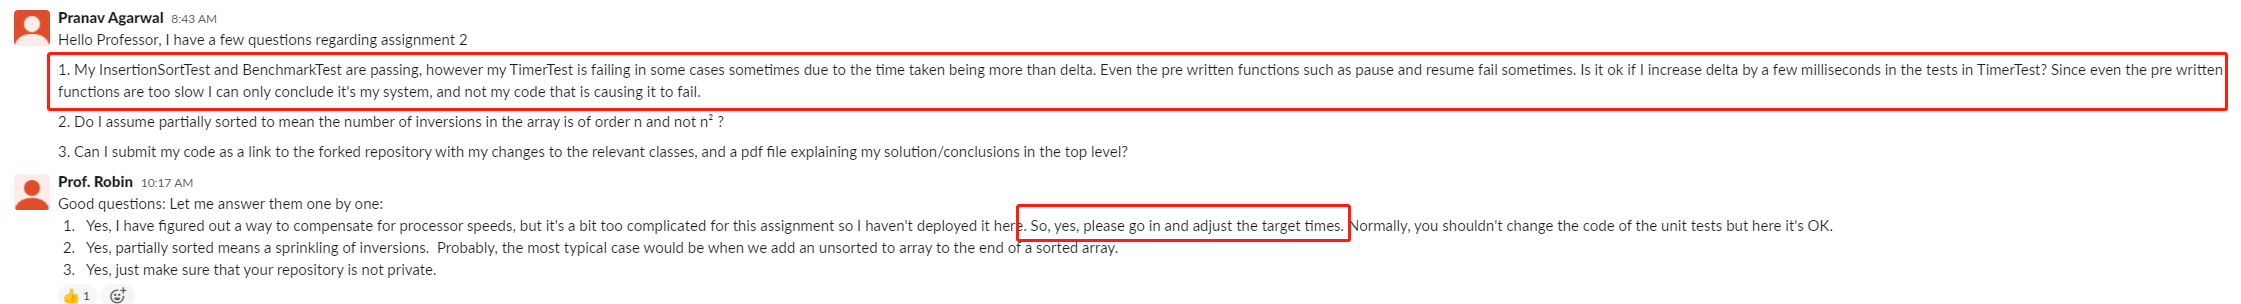 Pranav Agarwal 8:43 AM
Hello Professor, I have a few questions regarding assignment 2
1. My InsertionSortTest and BenchmarkTest are passing, however my TimerTest is failing in some cases sometimes due to the time taken being more than delta. Even the pre written functions such as pause and resume fail sometimes. Is it ok if I increase delta by a few milliseconds in the tests in TimerTest? Since even the pre written
functions are too slow I can only conclude it's my system, and not my code that is causing it to fail.
2. Do I assume partially sorted to mean the number of inversions in the array is of order n and not n² ?
3. Can I submit my code as a link to the forked repository with my changes to the relevant classes, and a pdf file explaining my solution/conclusions in the top level?
Prof. Robin 10:17 AM
Good questions: Let me answer them one by one:
1. Yes, I have figured out a way to compensate for processor speeds, but it's a bit too complicated for this assignment so I haven't deployed it here. So, yes, please go in and adjust the target times. Normally, you shouldn't change the code of the unit tests but here it's OK.
2. Yes, partially sorted means a sprinkling of inversions. Probably, the most typical case would be when we add an unsorted to array to the end of a sorted array.
3. Yes, just make sure that your repository is not private.
👍 1